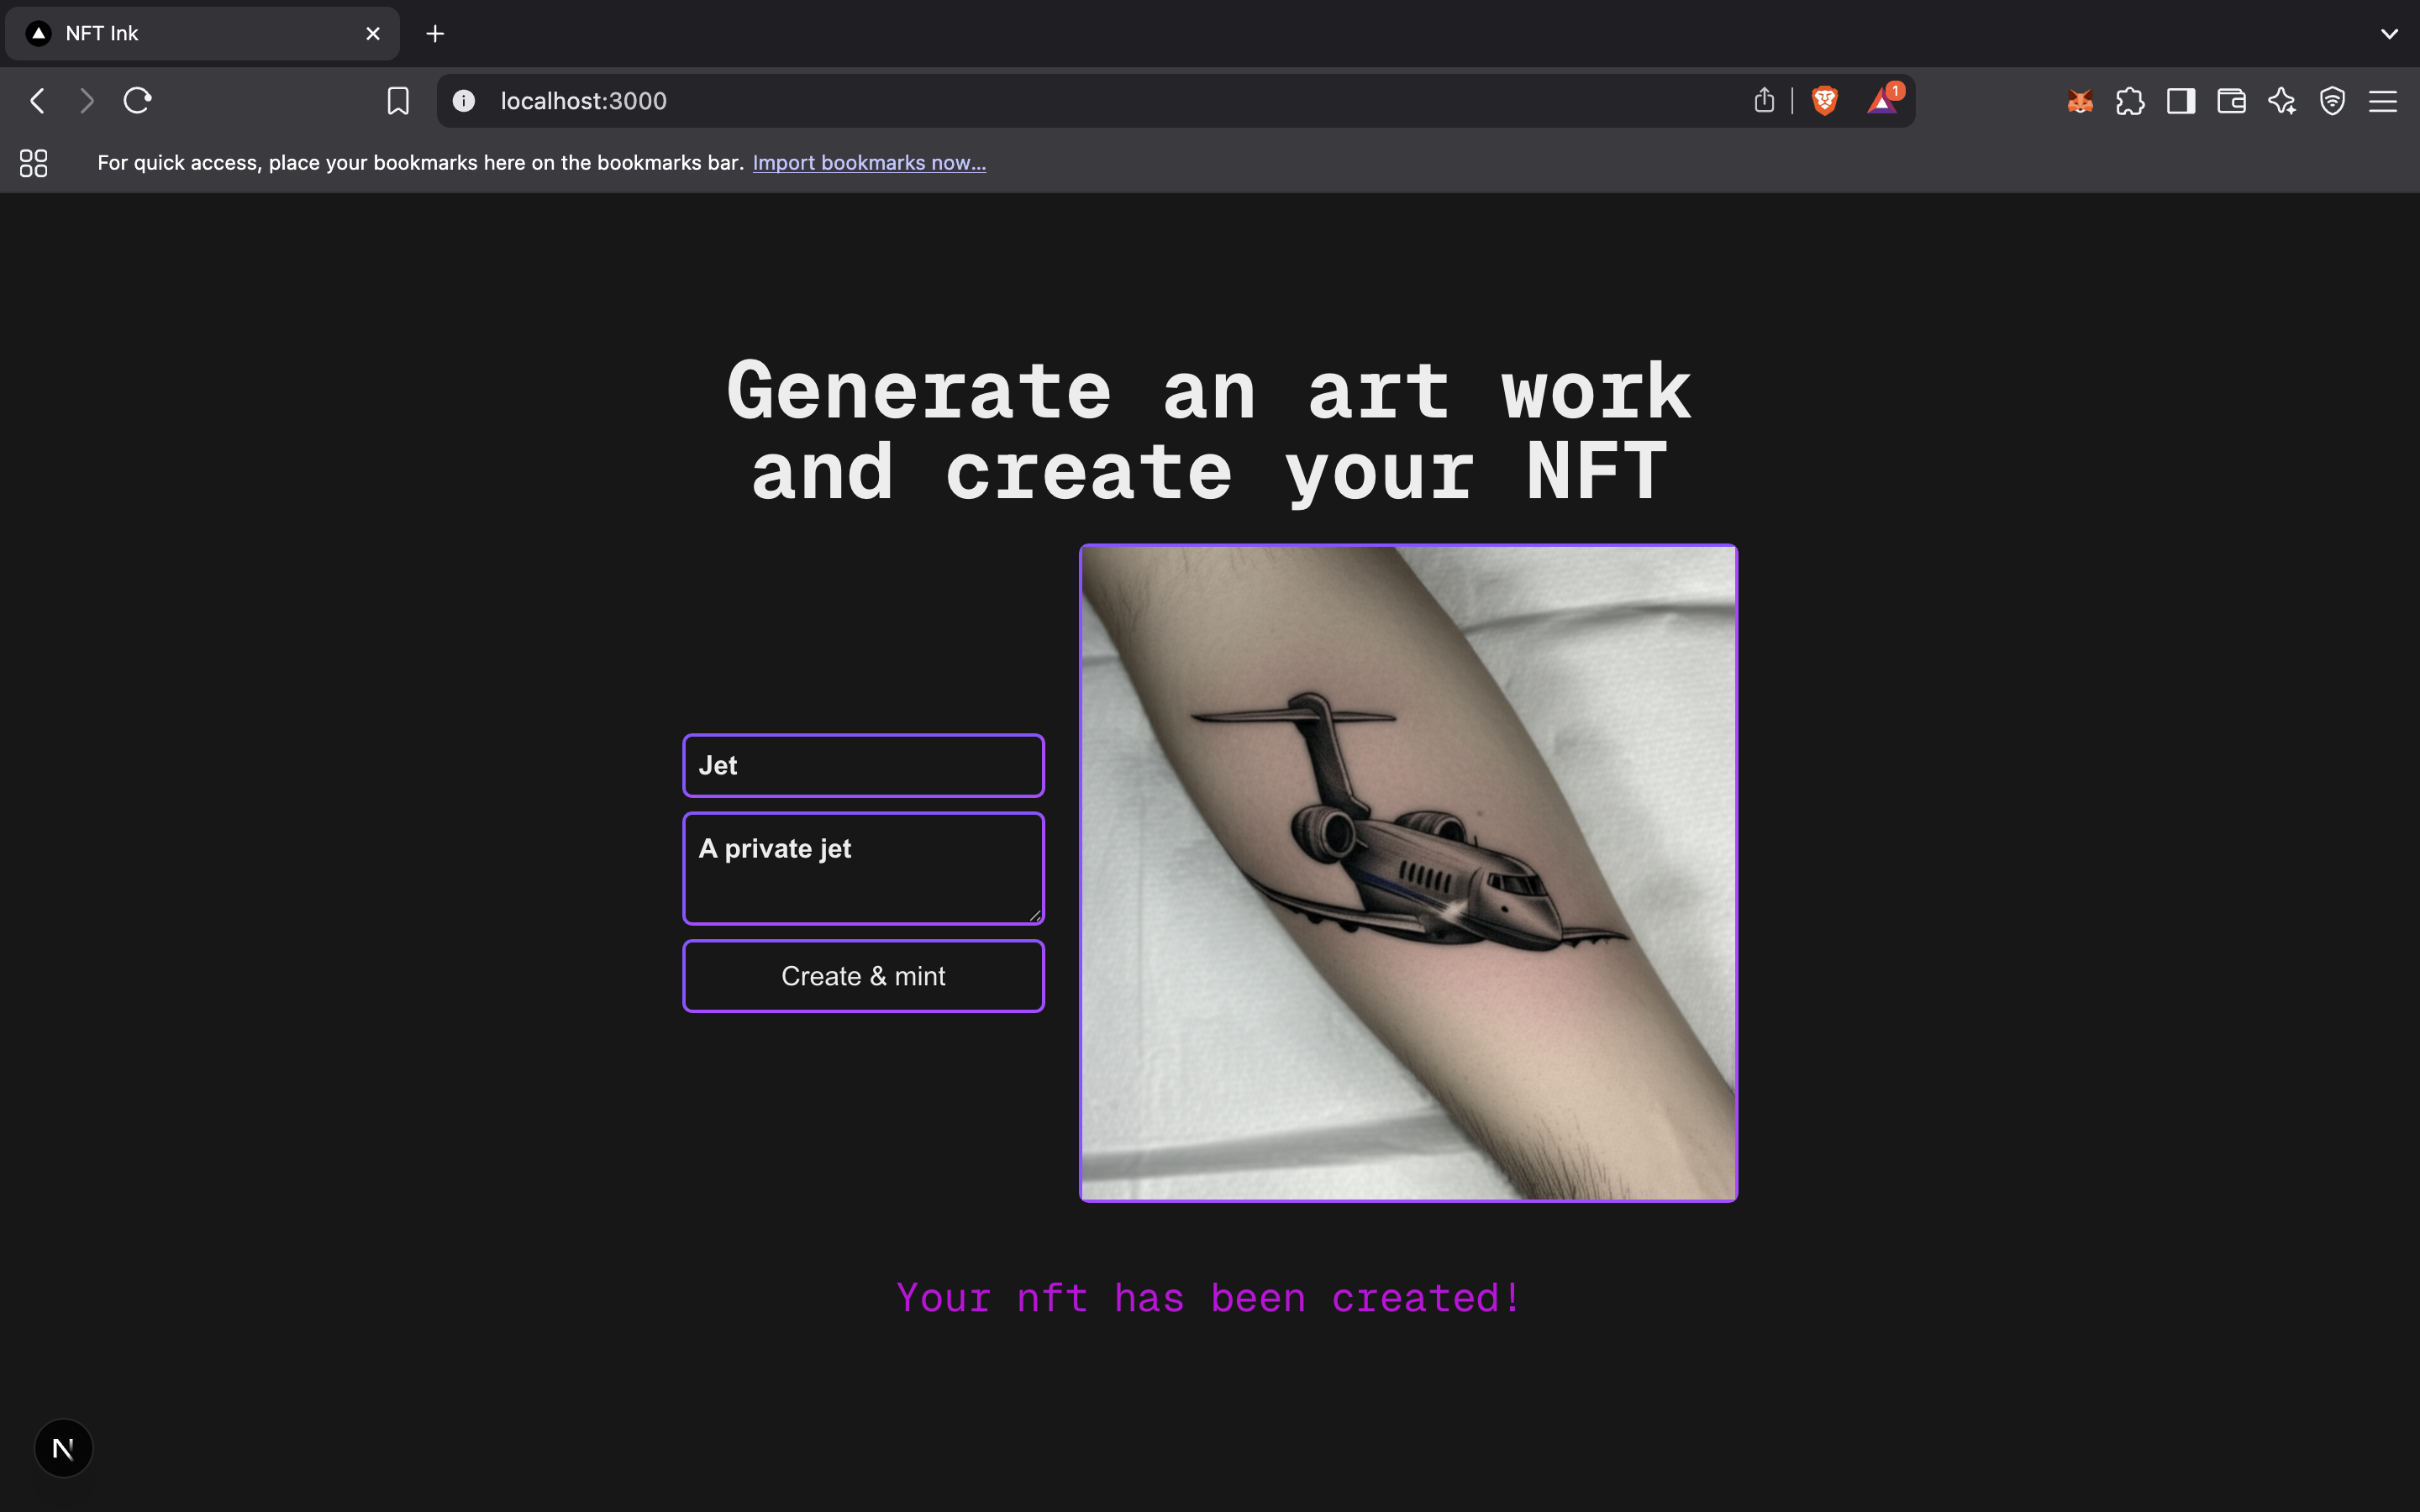 NFT Ink
localhost:3000
1
For quick access, place your bookmarks here on the bookmarks bar. Import bookmarks now...
Generate an art work
and create your NFT
Jet
A private jet
Create & mint
Your nft has been created!
N